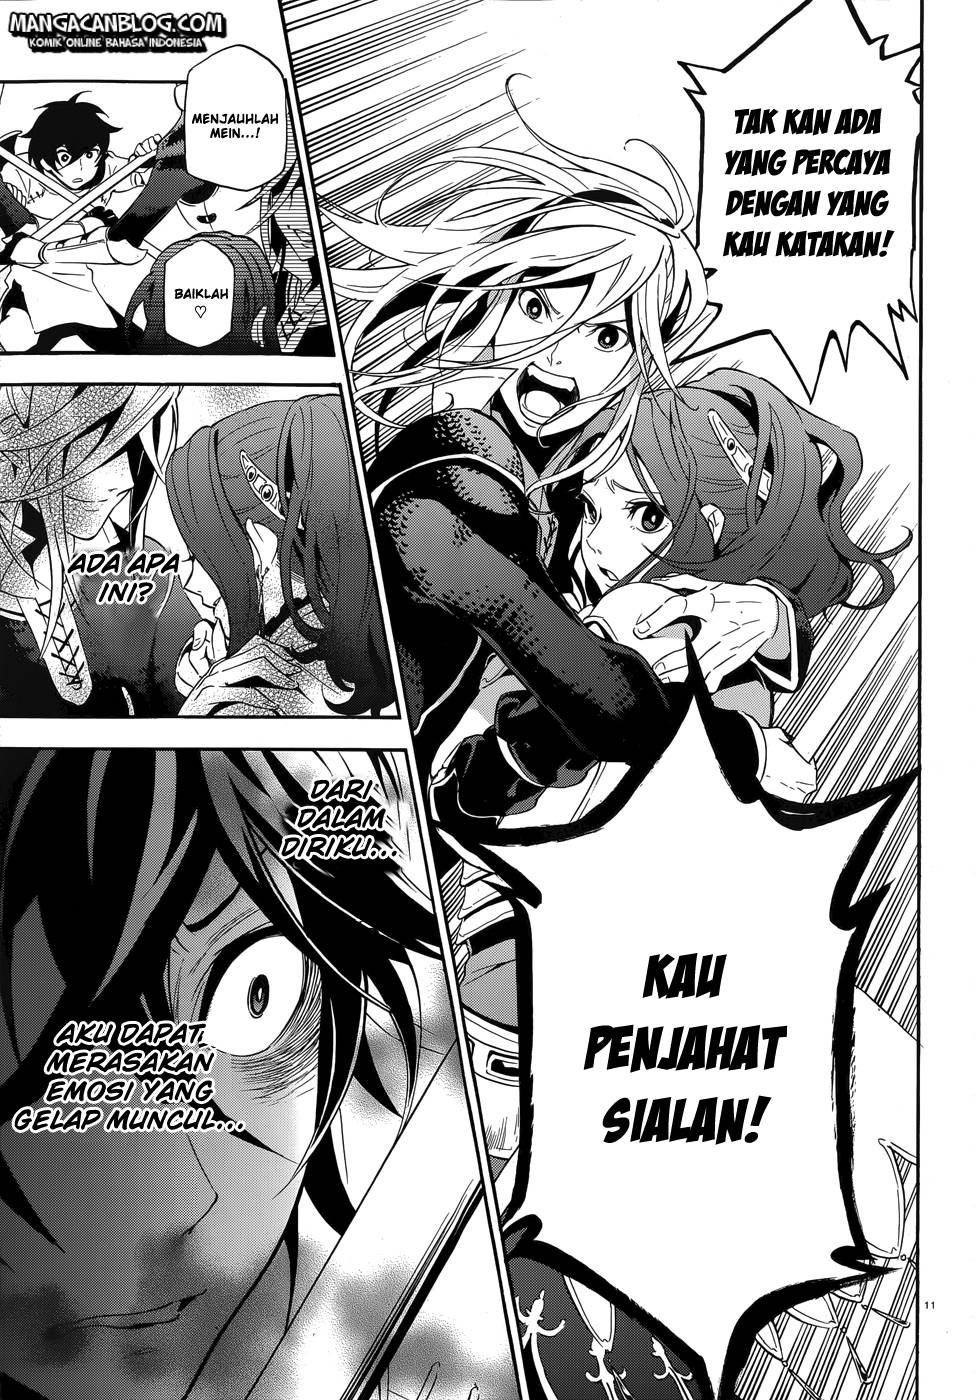 MANGACANBLOG.COM
KOMIK ONLINE BAHASA INDONESIA
TAK KAN ADA
YANG PERCAYA
DENGAN YANG
KAU KATAKAN!
KAU
PENJAHAT
SIALAN!
MENJAUHLAH
MEIN...!
BAIKLAH
♡
ADA APA
INI?
DARI
DALAM
DIRIKU...
AKU DAPAT
MERASAKAN
EMOSI YANG
GELAP MUNCUL...
11